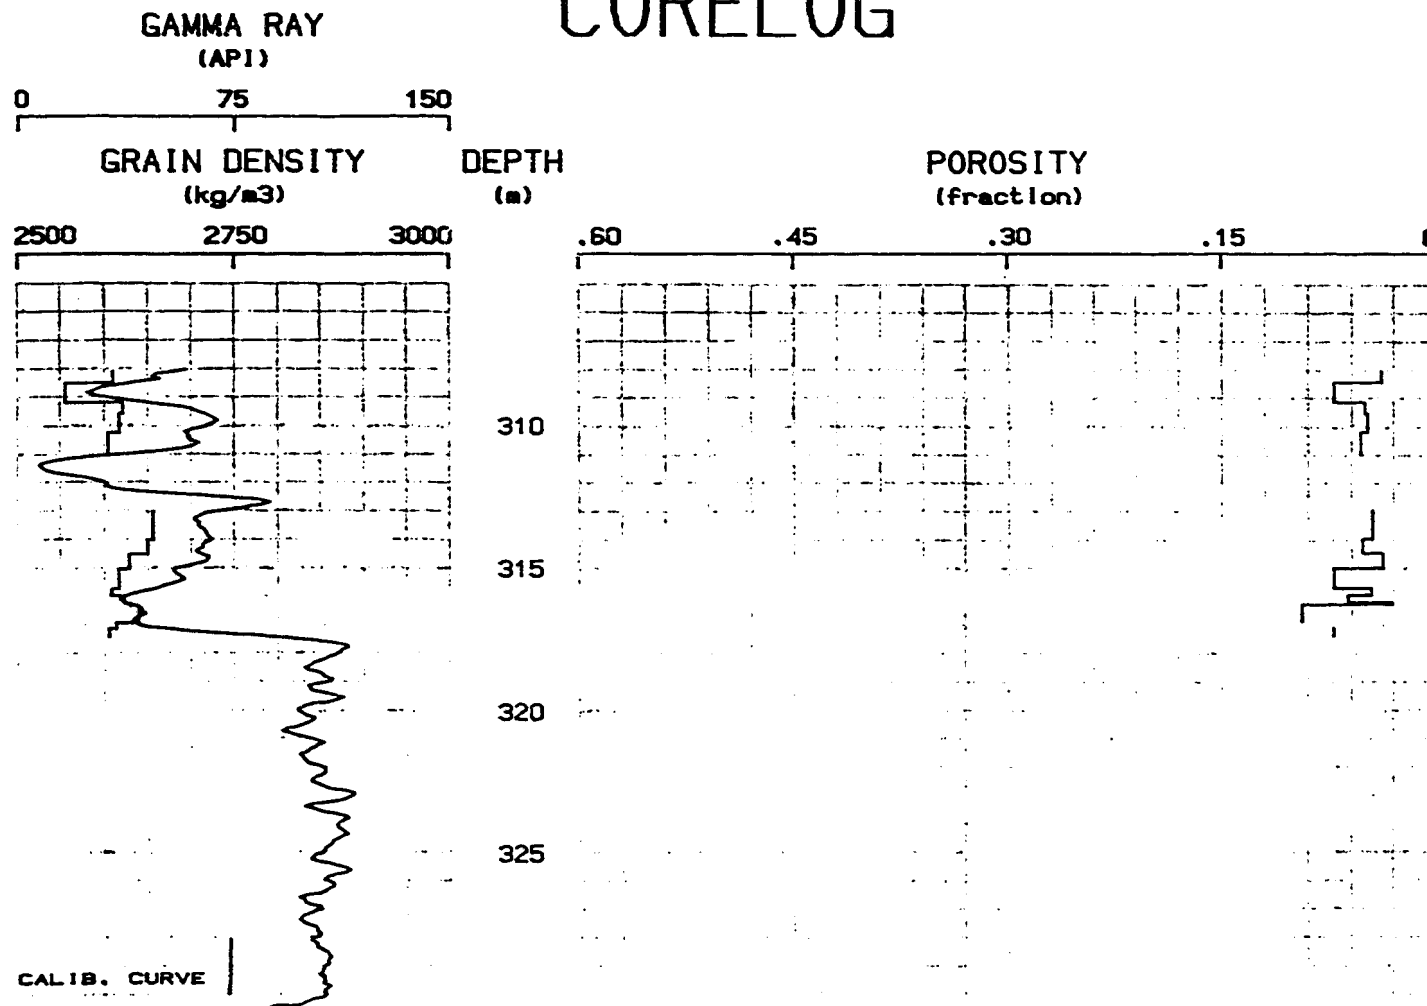 CORELOG
GAMMA RAY
(API)
0 75 150
GRAIN DENSITY DEPTH POROSITY
(kg/m3) (m) (fraction)
2500 2750 3000 .60 .45 .30 .15
310
315
320
325
CALIB. CURVE